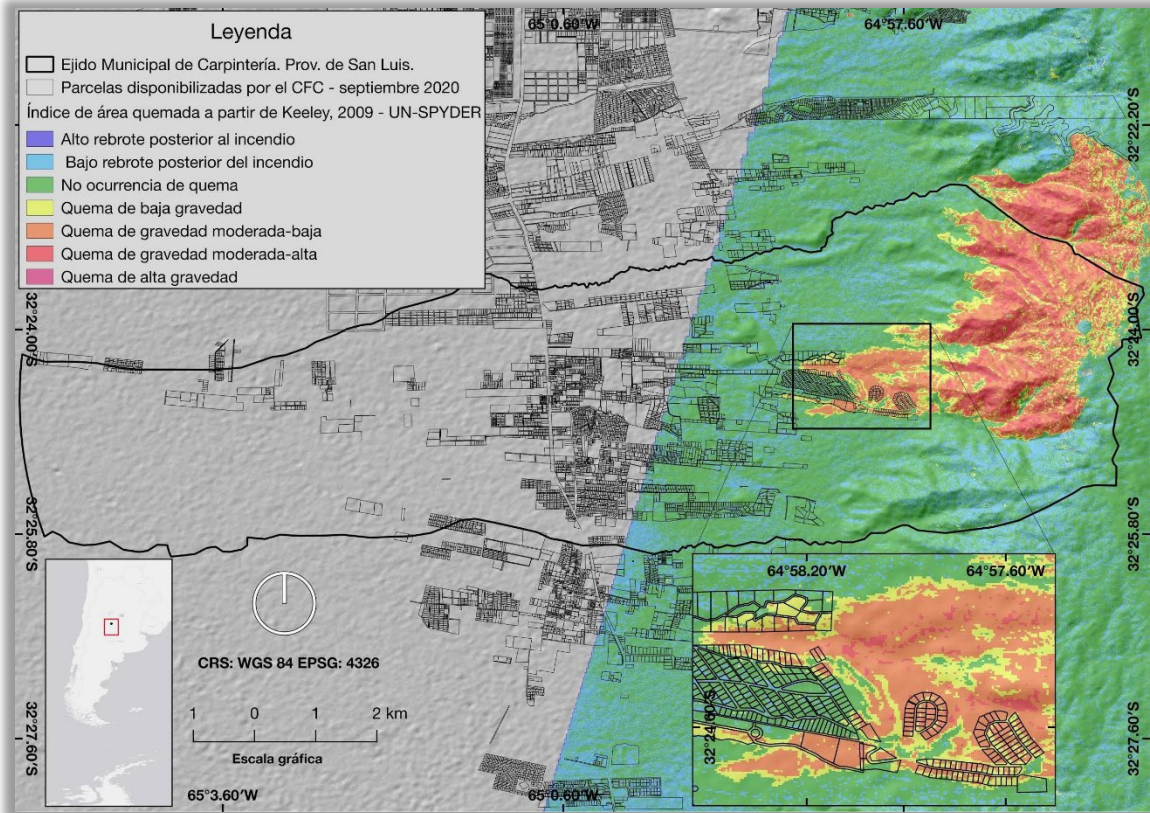 65°0.60'W
64°57.60'W
Leyenda
Ejido Municipal de Carpintería. Prov. de San Luis.
Parcelas disponibilizadas por el CFC - septiembre 2020
Índice de área quemada a partir de Keeley, 2009 - UN-SPYDER
Alto rebrote posterior al incendio
Bajo rebrote posterior del incendio
No ocurrencia de quema
Quema de baja gravedad
Quema de gravedad moderada-baja
Quema de gravedad moderada-alta
Quema de alta gravedad
32°22.20'S
32°24.00'S
32°24.00'S
32°25.80'S
32°25.80'S
64°58.20'W
64°57.60'W
CRS: WGS 84 EPSG: 4326
1 0 1 2 km
Escala gráfica
32°24.60'S
32°27.60'S
32°27.60'S
65°3.60'W
65°0.60'W